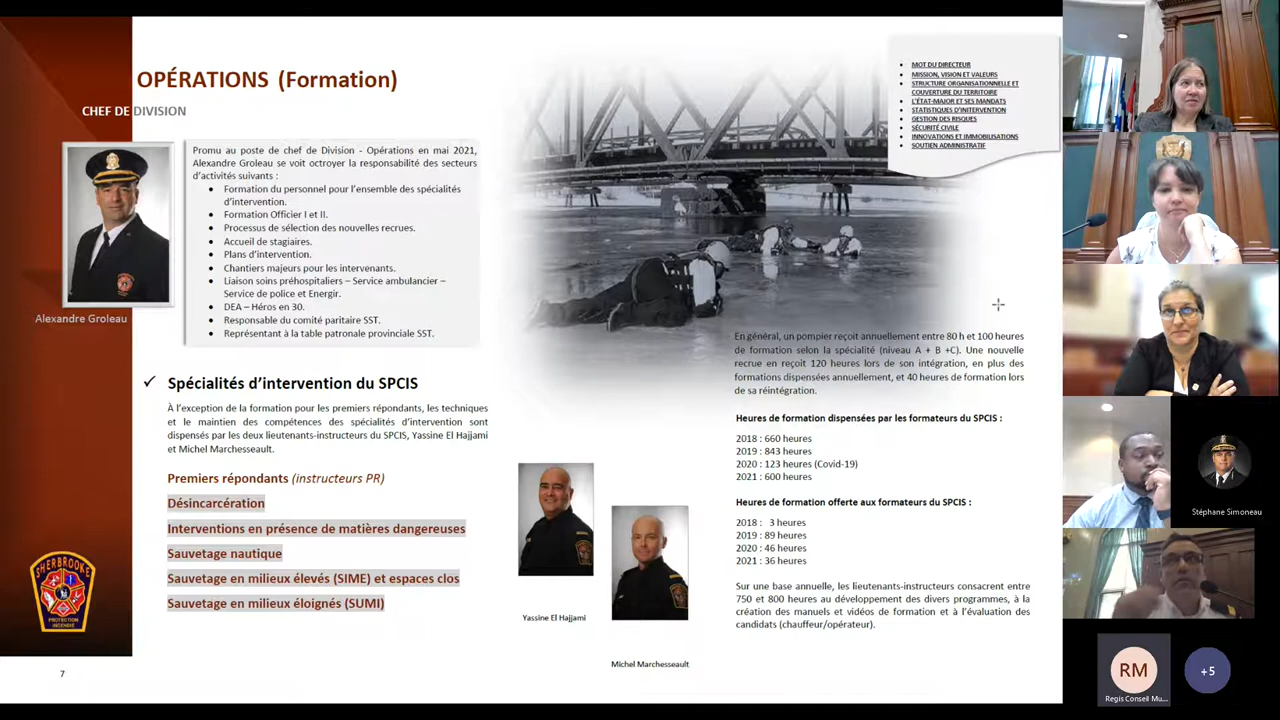 OPÉRATIONS (Formation)
CHEF DE DIVISION
Alexandre Groleau
Promu au poste de chef de Division - Opérations en mai 2021,
Alexandre Groleau se voit octroyer la responsabilité des secteurs
d'activités suivants :
• Formation du personnel pour l'ensemble des spécialités
d'intervention.
• Formation Officier I et II.
• Processus de sélection des nouvelles recrues.
• Accueil de stagiaires.
• Plans d'intervention.
• Chantiers majeurs pour les intervenants.
• Liaison soins préhospitaliers – Service ambulancier –
Service de police et Energir.
• DEA – Héros en 30.
• Responsable du comité paritaire SST.
• Représentant à la table patronale provinciale SST.
✓ Spécialités d'intervention du SPCIS
À l'exception de la formation pour les premiers répondants, les techniques
et le maintien des compétences des spécialités d'intervention sont
dispensés par les deux lieutenants-instructeurs du SPCIS, Yassine El Hajjami
et Michel Marchesseault.
Premiers répondants (instructeurs PR)
Désincarcération
Interventions en présence de matières dangereuses
Sauvetage nautique
Sauvetage en milieux élevés (SIME) et espaces clos
Sauvetage en milieux éloignés (SUMI)
SHERBROOKE
PROTECTION
INCENDIE
7
Yassine El Hajjami
Michel Marchesseault
• MOT DU DIRECTEUR
• MISSION, VISION ET VALEURS
• STRUCTURE ORGANISATIONNELLE ET
COUVERTURE DU TERRITOIRE
• L'ÉTAT-MAJOR ET SES MANDATS
• STATISTIQUES D'INITERVENTION
• GESTION DES RISQUES
• SÉCURITÉ CIVILE
• INNOVATIONS ET IMMOBILISATIONS
• SOUTIEN ADMINISTRATIF
En général, un pompier reçoit annuellement entre 80 h et 100 heures
de formation selon la spécialité (niveau A + B +C). Une nouvelle
recrue en reçoit 120 heures lors de son intégration, en plus des
formations dispensées annuellement, et 40 heures de formation lors
de sa réintégration.
Heures de formation dispensées par les formateurs du SPCIS :
2018 : 660 heures
2019 : 843 heures
2020 : 123 heures (Covid-19)
2021 : 600 heures
Heures de formation offerte aux formateurs du SPCIS :
2018 : 3 heures
2019 : 89 heures
2020 : 46 heures
2021 : 36 heures
Sur une base annuelle, les lieutenants-instructeurs consacrent entre
750 et 800 heures au développement des divers programmes, à la
création des manuels et vidéos de formation et à l'évaluation des
candidats (chauffeur/opérateur).
Stéphane Simoneau
RM
Regis Conseil Mu...
+5